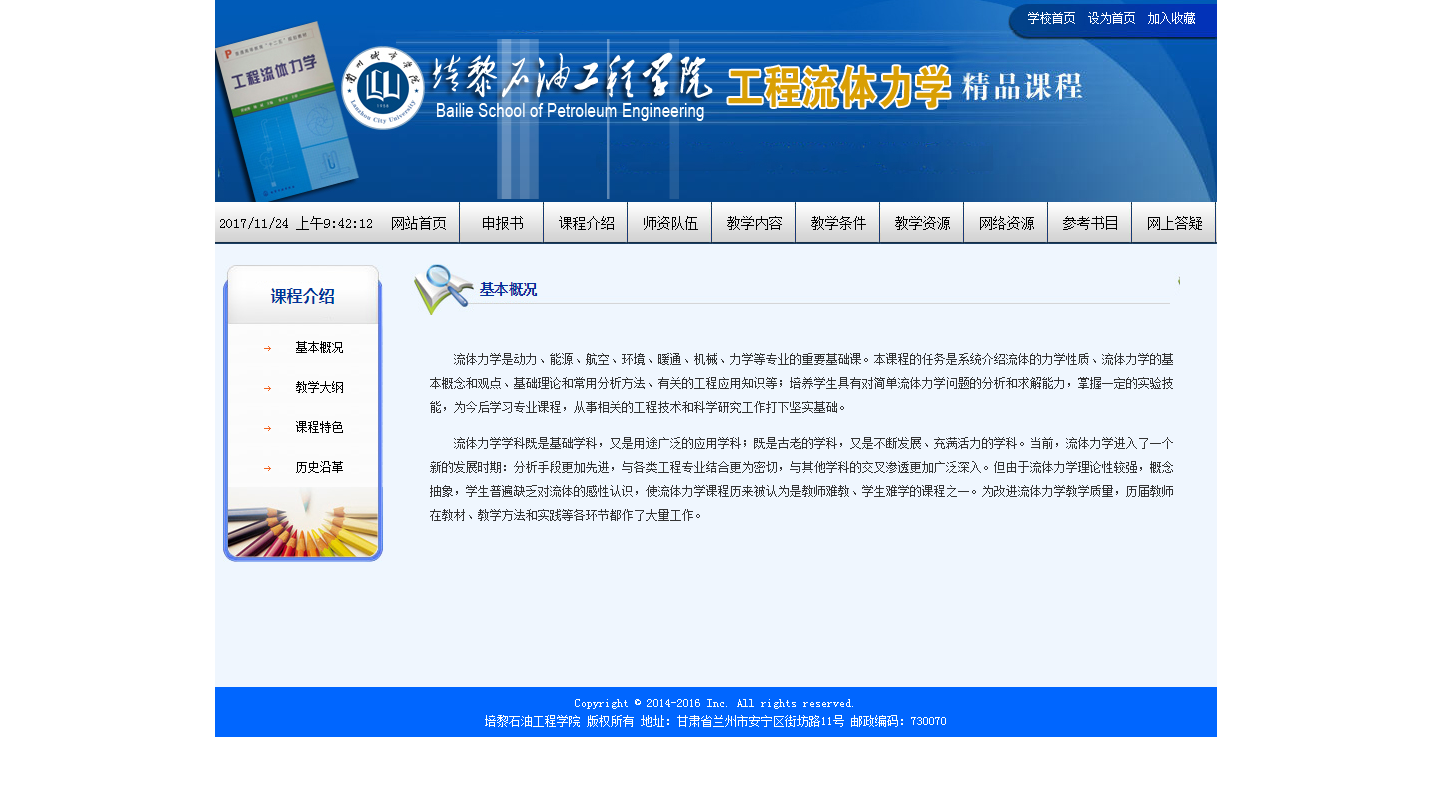 学校首页 设为首页 加入收藏
工程流体力学
培黎石油工程学院 工程流体力学 精品课程
Bailie School of Petroleum Engineering
兰州城市学院
Lanzhou City University
2017/11/24 上午9:42:12 网站首页 申报书 课程介绍 师资队伍 教学内容 教学条件 教学资源 网络资源 参考书目 网上答疑
课程介绍
基本概况
教学大纲
课程特色
历史沿革
基本概况
流体力学是动力、能源、航空、环境、暖通、机械、力学等专业的重要基础课。本课程的任务是系统介绍流体的力学性质、流体力学的基
本概念和观点、基础理论和常用分析方法、有关的工程应用知识等；培养学生具有对简单流体力学问题的分析和求解能力，掌握一定的实验技
能，为今后学习专业课程，从事相关的工程技术和科学研究工作打下坚实基础。
流体力学学科既是基础学科，又是用途广泛的应用学科；既是古老的学科，又是不断发展、充满活力的学科。当前，流体力学进入了一个
新的发展时期：分析手段更加先进，与各类工程专业结合更为密切，与其他学科的交叉渗透更加广泛深入。但由于流体力学理论性较强，概念
抽象，学生普遍缺乏对流体的感性认识，使流体力学课程历来被认为是教师难教、学生难学的课程之一。为改进流体力学教学质量，历届教师
在教材、教学方法和实践等各环节都作了大量工作。
Copyright © 2014-2016 Inc. All rights reserved.
培黎石油工程学院 版权所有 地址：甘肃省兰州市安宁区街坊路11号 邮政编码：730070